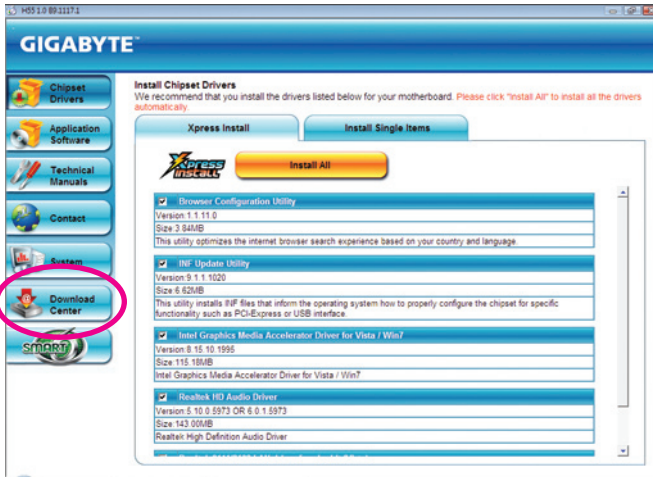 H55 1.0 B9.1117.1
GIGABYTE™
Chipset
Drivers
Application
Software
Technical
Manuals
Contact
System
Download
Center
SMART
Install Chipset Drivers
We recommend that you install the drivers listed below for your motherboard. Please click "Install All" to install all the drivers
automatically.
Xpress Install
Install Single Items
Xpress
INSTALL
Install All
Browser Configuration Utility
Version:1.1.11.0
Size:3.84MB
This utility optimizes the internet browser search experience based on your country and language.
INF Update Utility
Version:9.1.1.1020
Size:6.62MB
This utility installs INF files that inform the operating system how to properly configure the chipset for specific
functionality such as PCI-Express or USB interface.
Intel Graphics Media Accelerator Driver for Vista / Win7
Version:8.15.10.1995
Size:115.18MB
Intel Graphics Media Accelerator Driver for Vista / Win7
Realtek HD Audio Driver
Version:5.10.0.5973 OR 6.0.1.5973
Size:143.00MB
Realtek High Definition Audio Driver